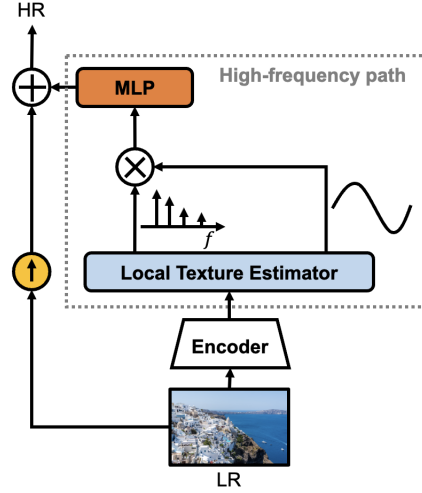 HR
High-frequency path
MLP
f
Local Texture Estimator
Encoder
LR